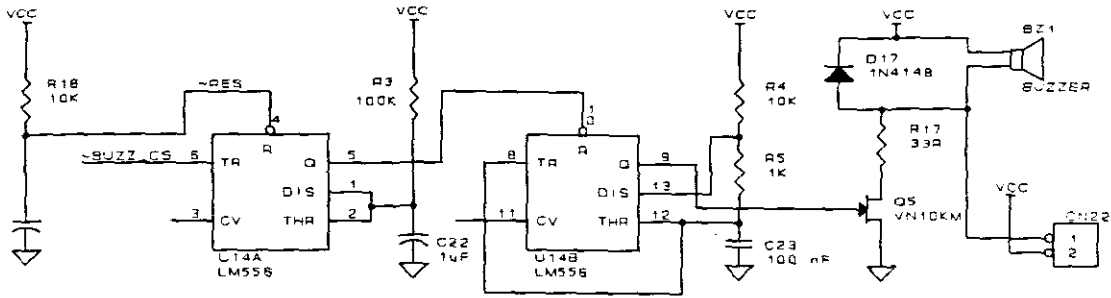 VCC
R18
10K
~RES
4
R
~BUZZ_CS
6
TR
Q
5
DIS
1
THR
2
3
CV
U14A
LM556
VCC
R3
100K
C22
1uF
1
0
R
8
TR
Q
9
DIS
13
THR
12
11
CV
U14B
LM556
VCC
R4
10K
R5
1K
C23
100 nF
VCC
D17
1N4148
BZ1
BUZZER
R17
33R
Q5
VN10KM
VCC
CN22
1
2